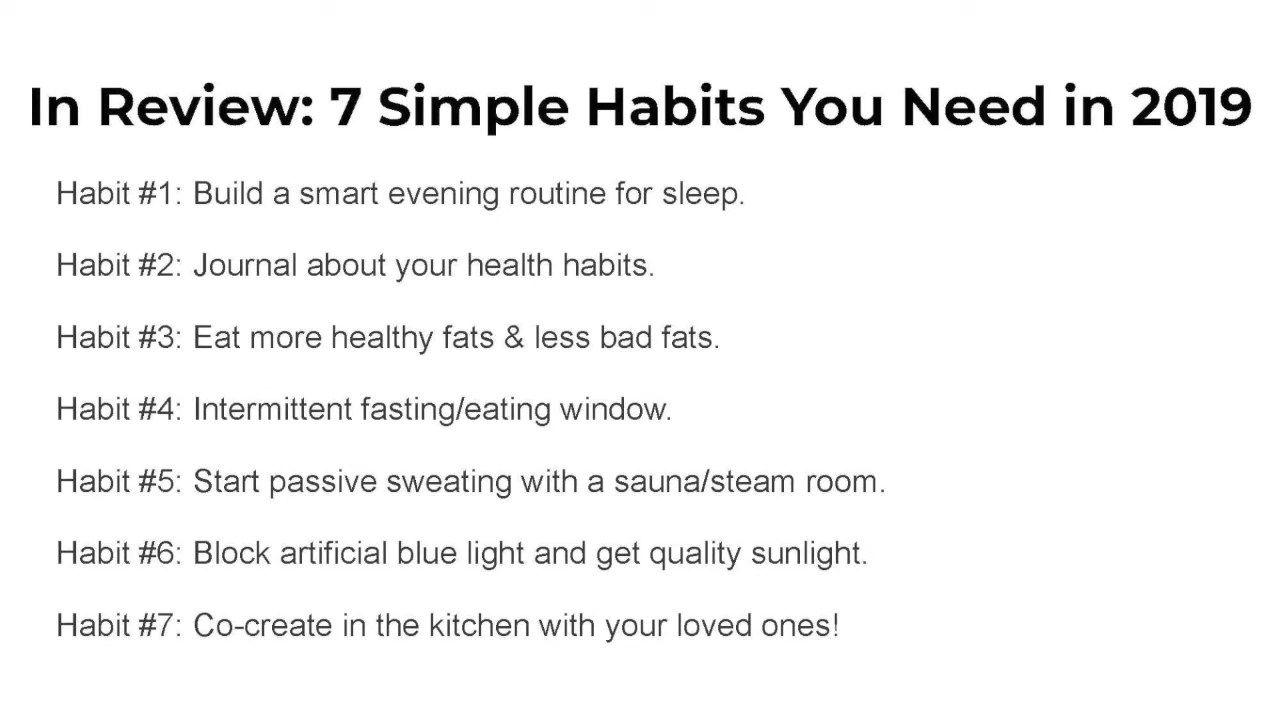 In Review: 7 Simple Habits You Need in 2019
Habit #1: Build a smart evening routine for sleep.
Habit #2: Journal about your health habits.
Habit #3: Eat more healthy fats & less bad fats.
Habit #4: Intermittent fasting/eating window.
Habit #5: Start passive sweating with a sauna/steam room.
Habit #6: Block artificial blue light and get quality sunlight.
Habit #7: Co-create in the kitchen with your loved ones!